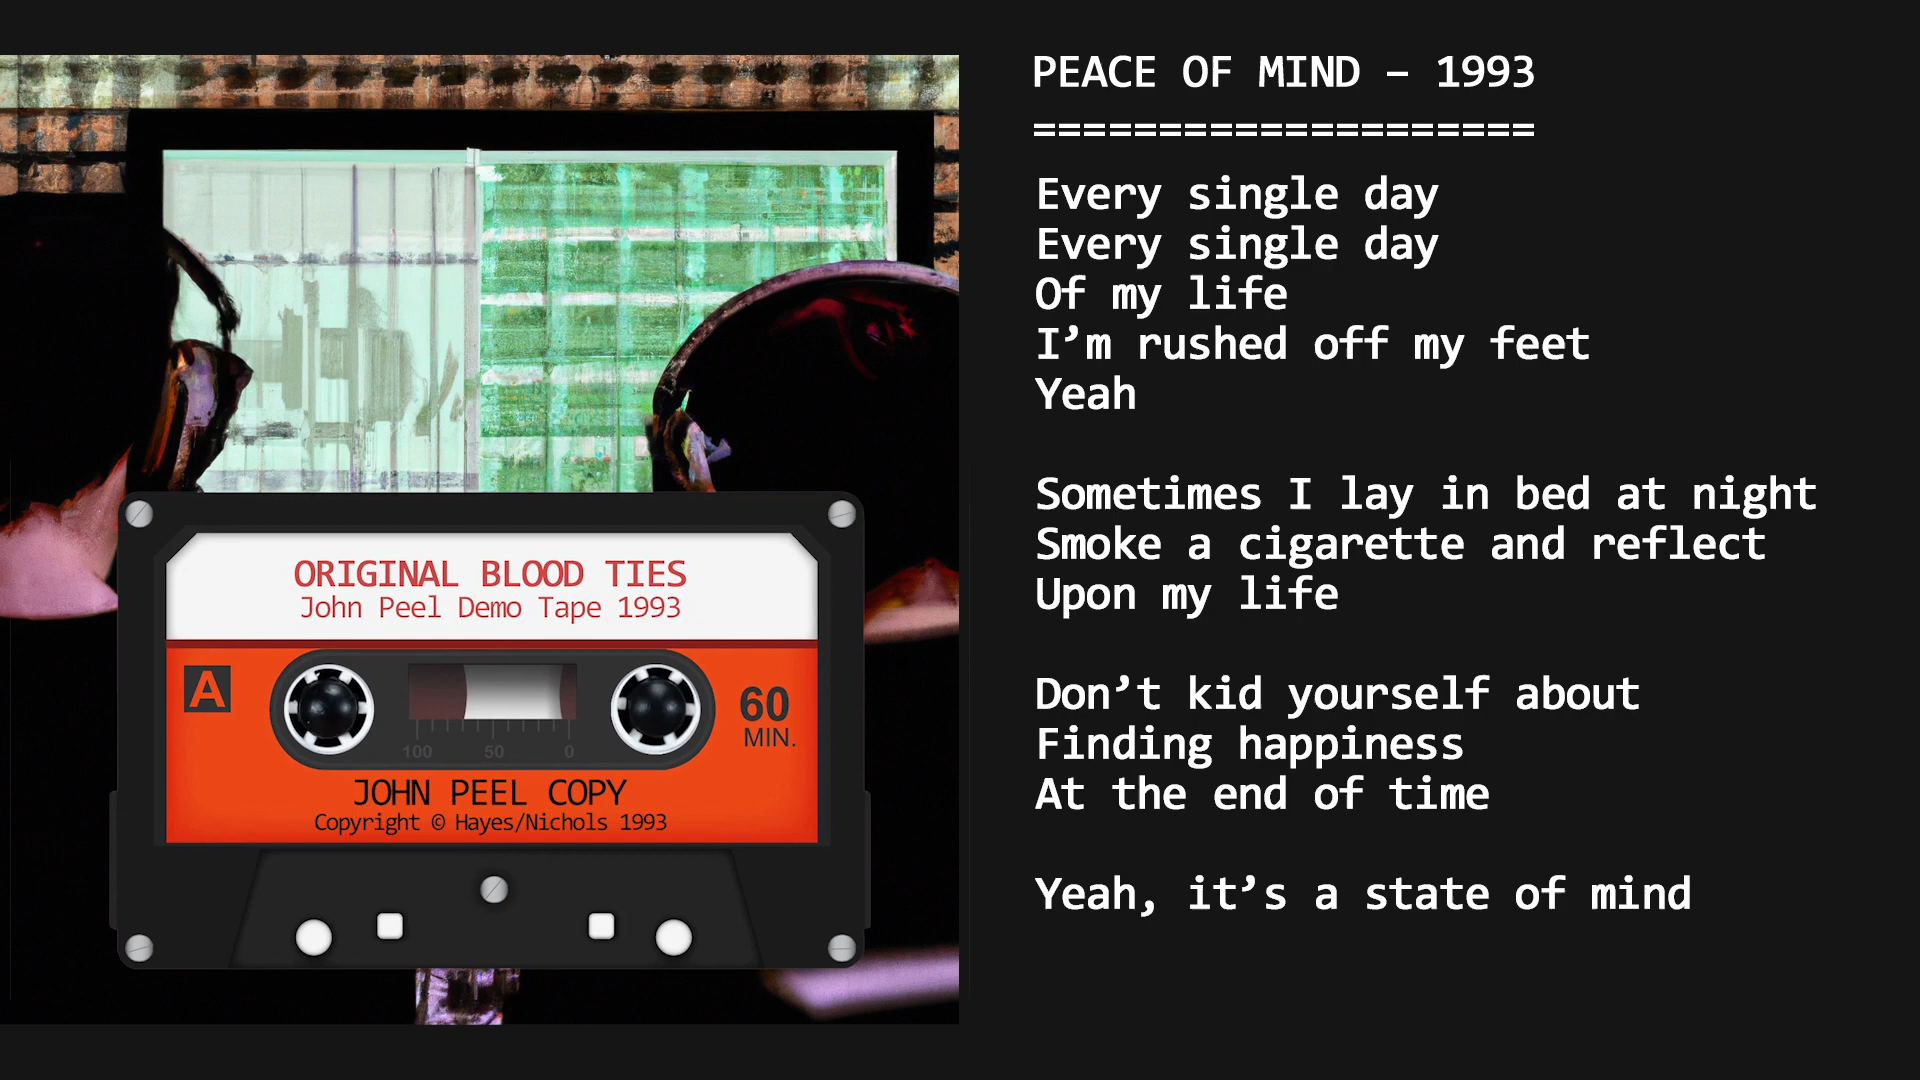 PEACE OF MIND – 1993
====================
Every single day
Every single day
Of my life
I’m rushed off my feet
Yeah
Sometimes I lay in bed at night
Smoke a cigarette and reflect
Upon my life
Don’t kid yourself about
Finding happiness
At the end of time
Yeah, it’s a state of mind
ORIGINAL BLOOD TIES
John Peel Demo Tape 1993
A
60
MIN.
100 50 0
JOHN PEEL COPY
Copyright © Hayes/Nichols 1993